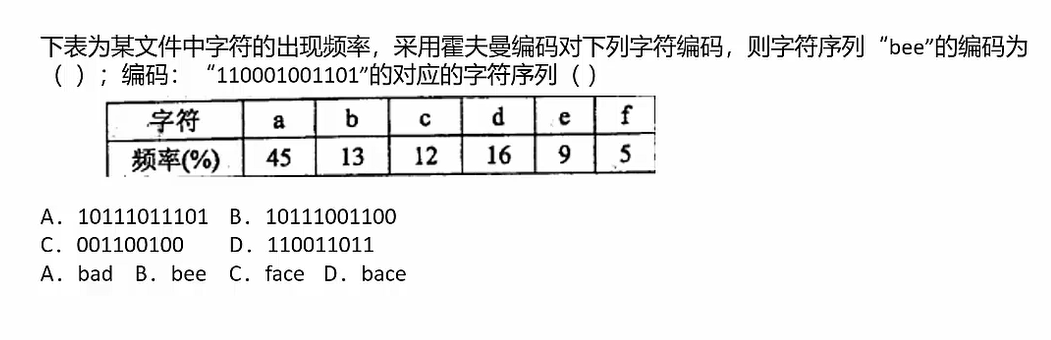 下表为某文件中字符的出现频率，采用霍夫曼编码对下列字符编码，则字符序列“bee”的编码为
（ ）；编码：“110001001101”的对应的字符序列（ ）
字符 a b c d e f
频率(%) 45 13 12 16 9 5
A. 10111011101 B. 10111001100
C. 001100100 D. 110011011
A. bad B. bee C. face D. bace